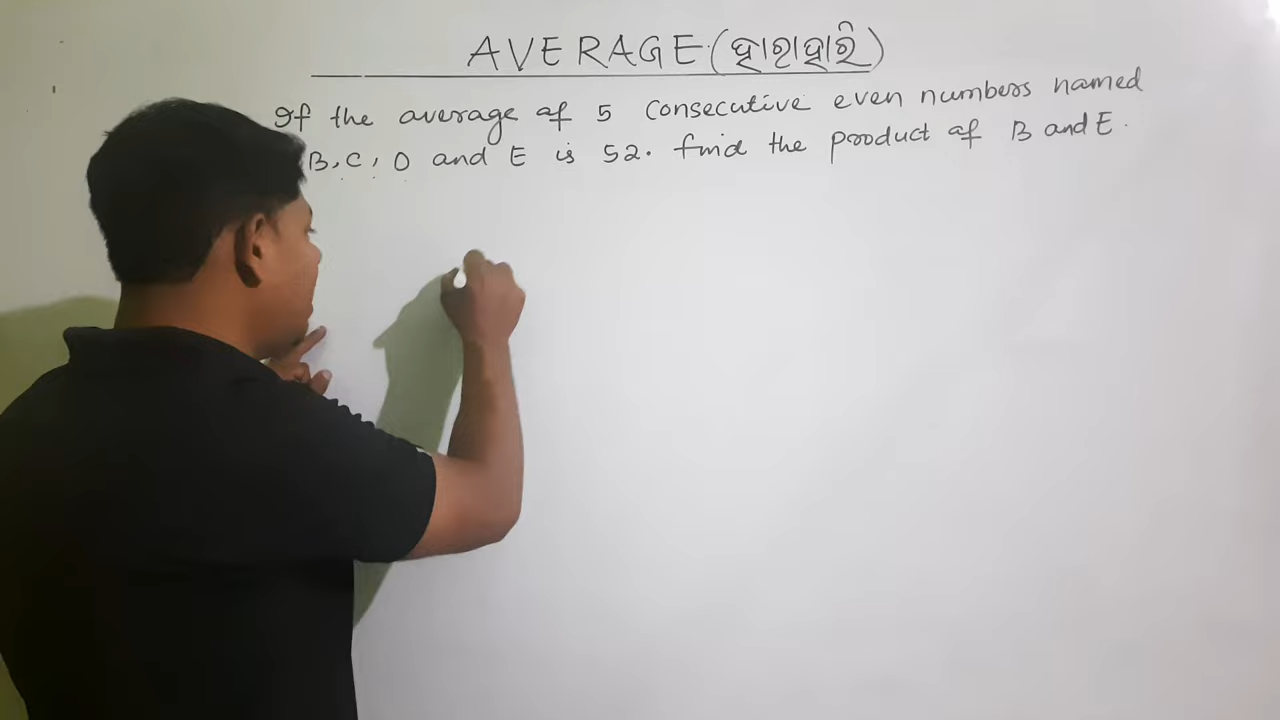 AVERAGE (ହାରାହାରି)
If the average of 5 consecutive even numbers named
B, C, D and E is 52. find the product of B and E.